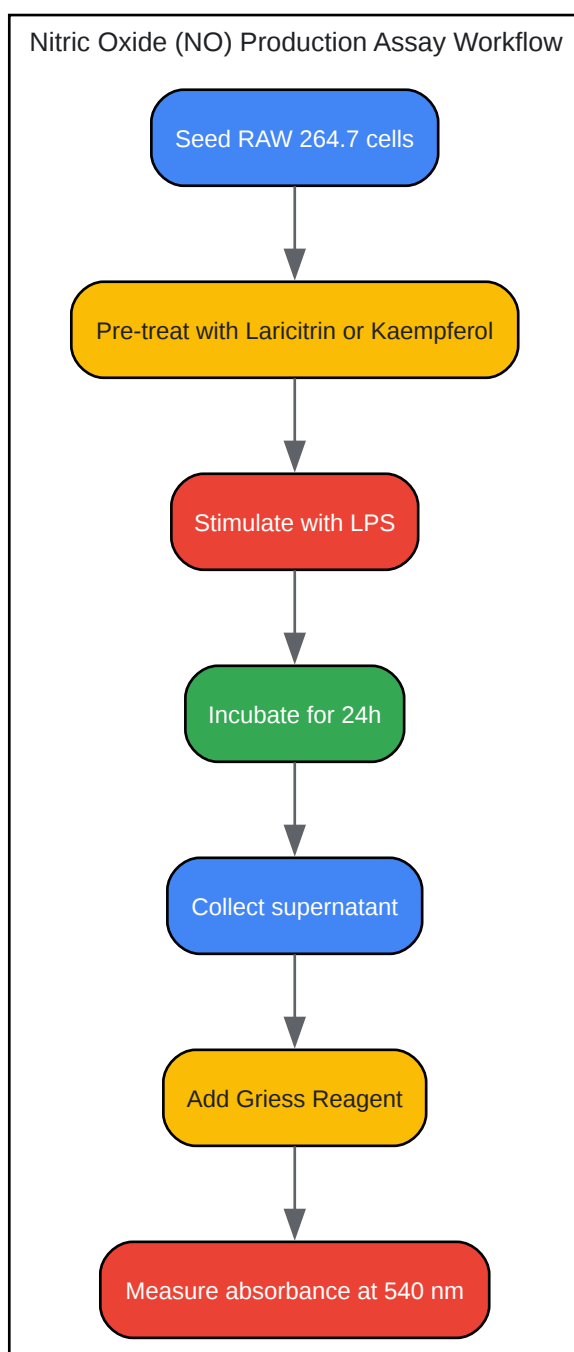 Nitric Oxide (NO) Production Assay Workflow
Seed RAW 264.7 cells
Pre-treat with Laricitrin or Kaempferol
Stimulate with LPS
Incubate for 24h
Collect supernatant
Add Griess Reagent
Measure absorbance at 540 nm